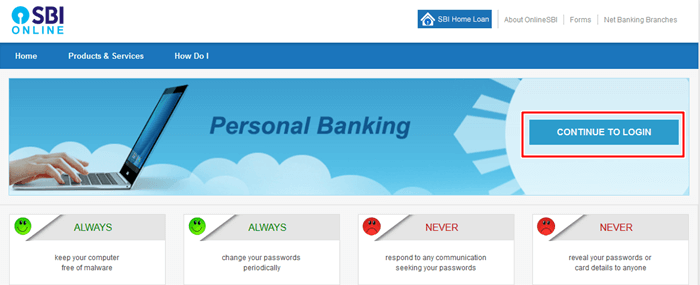 SBI
ONLINE
SBI Home Loan
About OnlineSBI
Forms
Net Banking Branches
Home
Products & Services
How Do I
Personal Banking
CONTINUE TO LOGIN
ALWAYS
keep your computer
free of malware
ALWAYS
change your passwords
periodically
NEVER
respond to any communication
seeking your passwords
NEVER
reveal your passwords or
card details to anyone